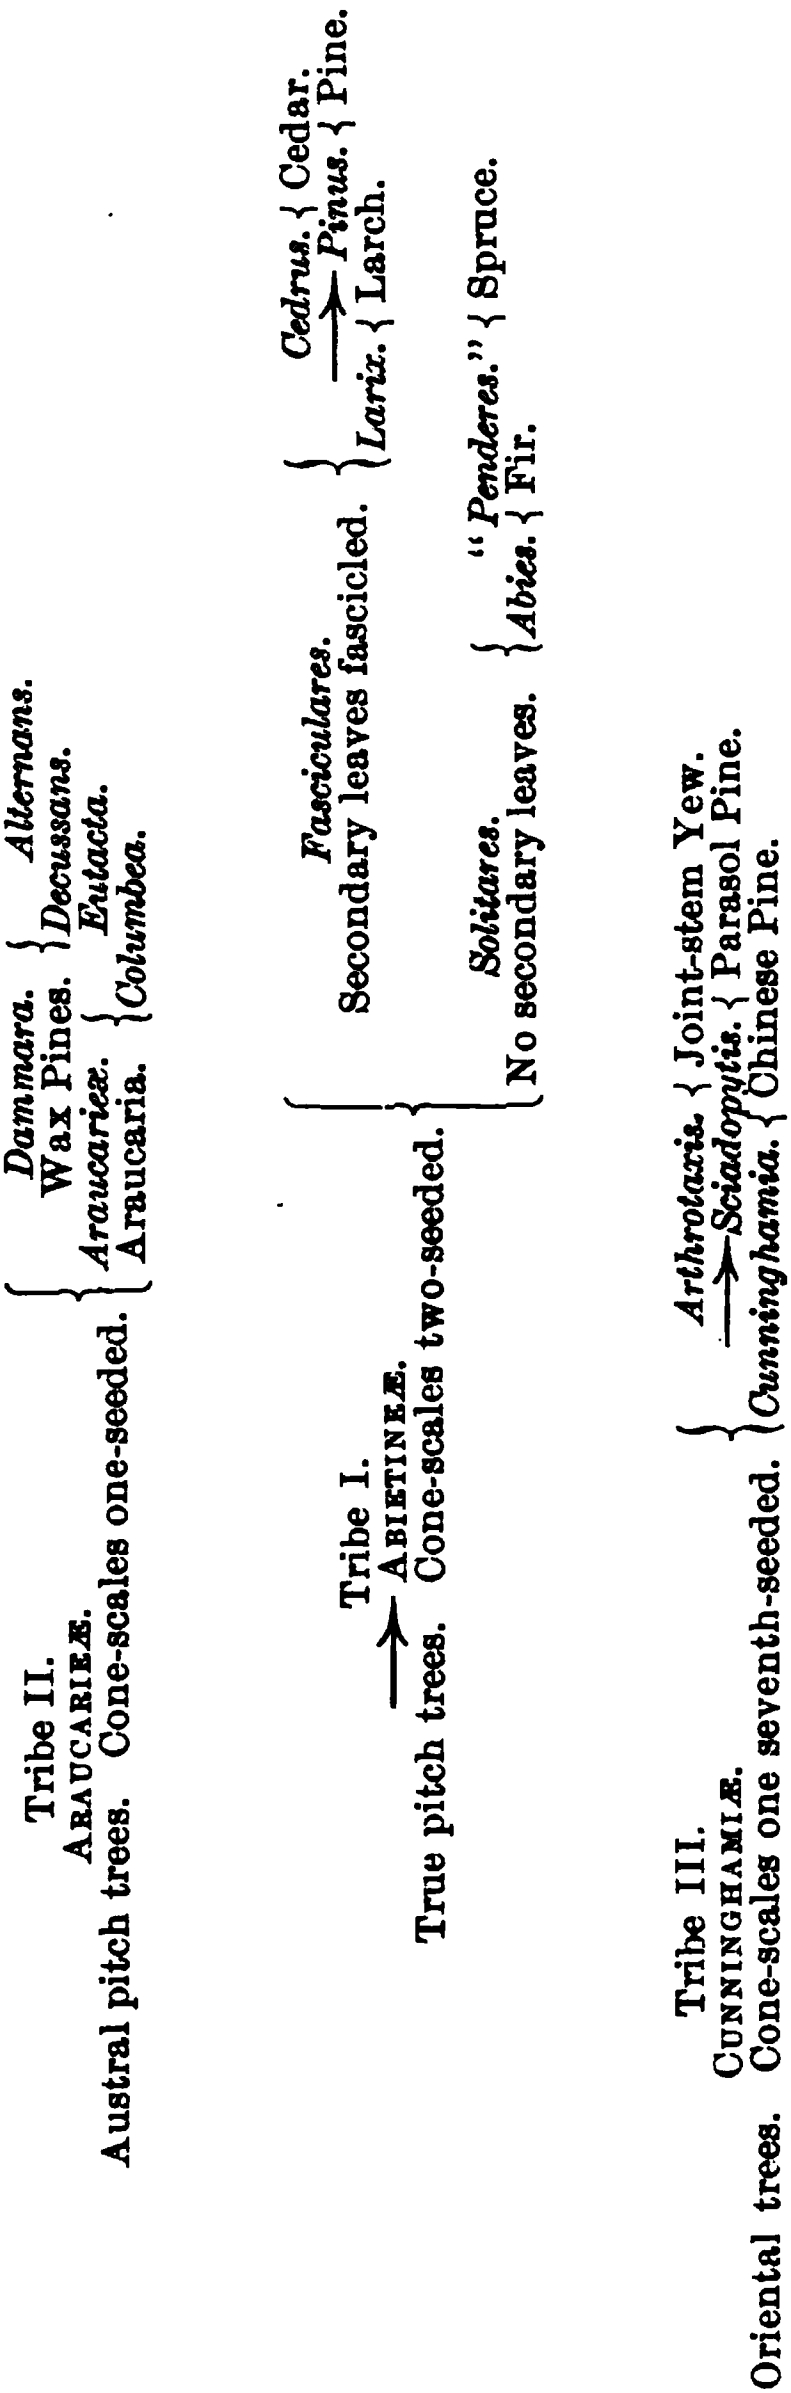 Tribe II.
ARAUCARIEÆ.
Austral pitch trees. Cone-scales one-seeded.
Dammara.
Wax Pines.
Alternans.
Decussans.
Araucarieæ.
Araucaria.
Eutacta.
Columbea.
Tribe I.
ABIETINEÆ.
True pitch trees. Cone-scales two-seeded.
Fasciculares.
Secondary leaves fascicled.
Cedrus. { Cedar.
Pinus. { Pine.
Larix. { Larch.
Solitares.
No secondary leaves.
“Penderes.” { Spruce.
Abies. { Fir.
Tribe III.
CUNNINGHAMIÆ.
Oriental trees. Cone-scales one seventh-seeded.
Arthrotaxis. { Joint-stem Yew.
Sciadopytis. { Parasol Pine.
Cunninghamia. { Chinese Pine.